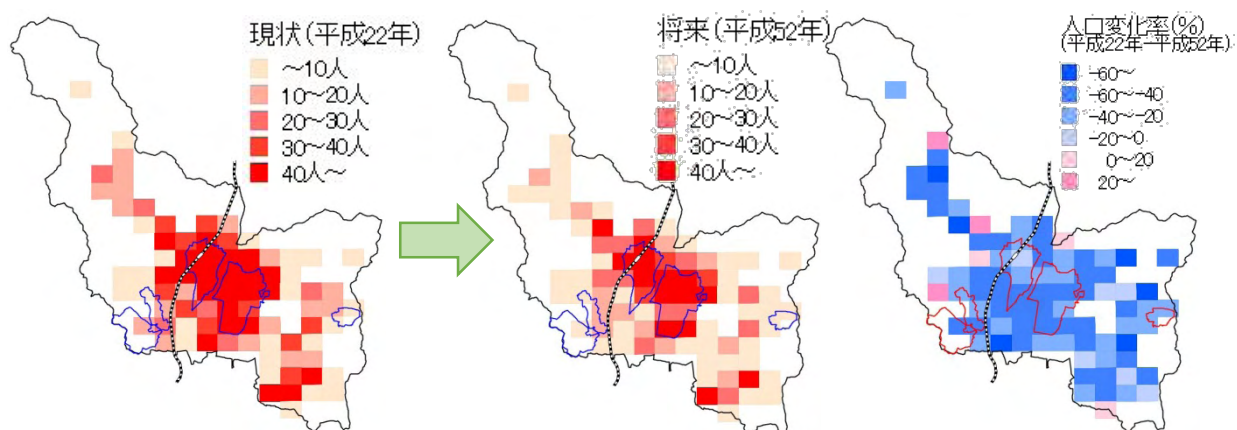 現状(平成22年)
~10人
10~20人
20~30人
30~40人
40人~
将来(平成52年)
~10人
10~20人
20~30人
30~40人
40人~
人口変化率(%)
(平成22年-平成52年)
-60~
-60~-40
-40~-20
-20~0
0~20
20~